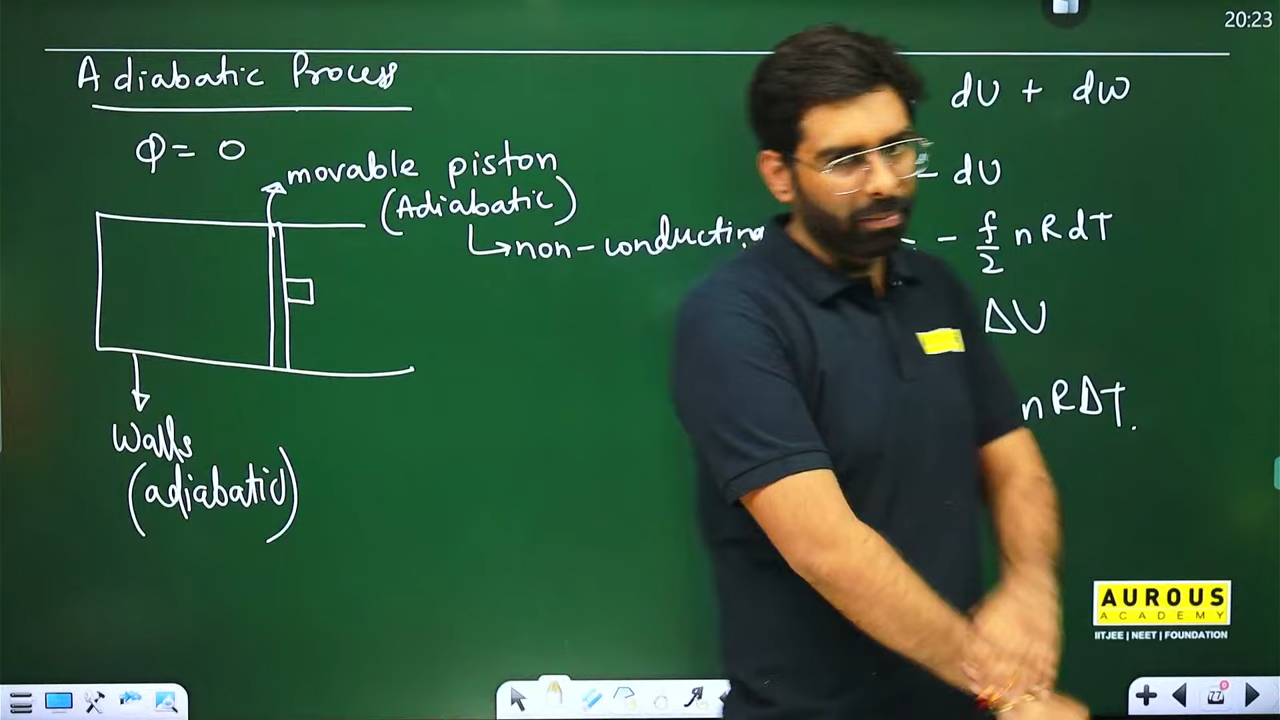 20:23
Adiabatic Process
Q = 0
movable piston
(Adiabatic)
↳non-conducting
Walls
(adiabatic)
dU + dW
- dU
- f/2 nRdT
ΔU
nRΔT.
AUROUS
ACADEMY
IITJEE | NEET | FOUNDATION